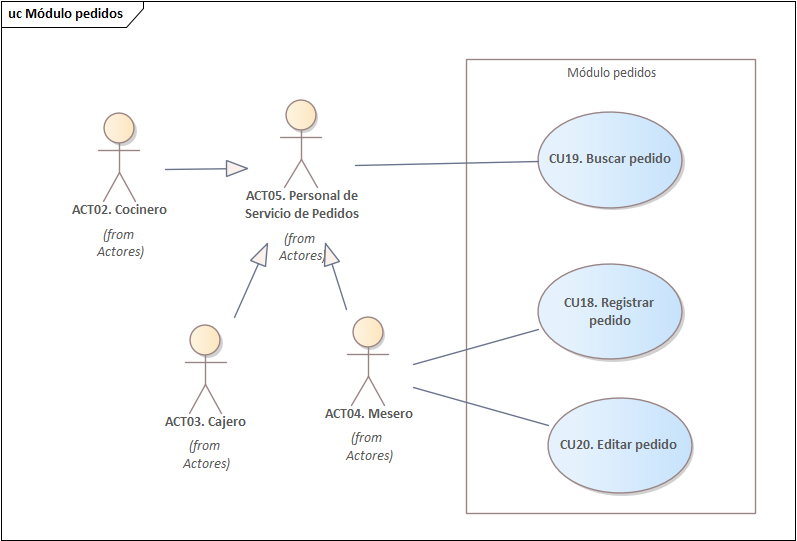 uc Módulo pedidos
Módulo pedidos
CU19. Buscar pedido
ACT02. Cocinero
(from
Actores)
ACT05. Personal de
Servicio de Pedidos
(from
Actores)
CU18. Registrar
pedido
ACT03. Cajero
(from
Actores)
ACT04. Mesero
(from
Actores)
CU20. Editar pedido